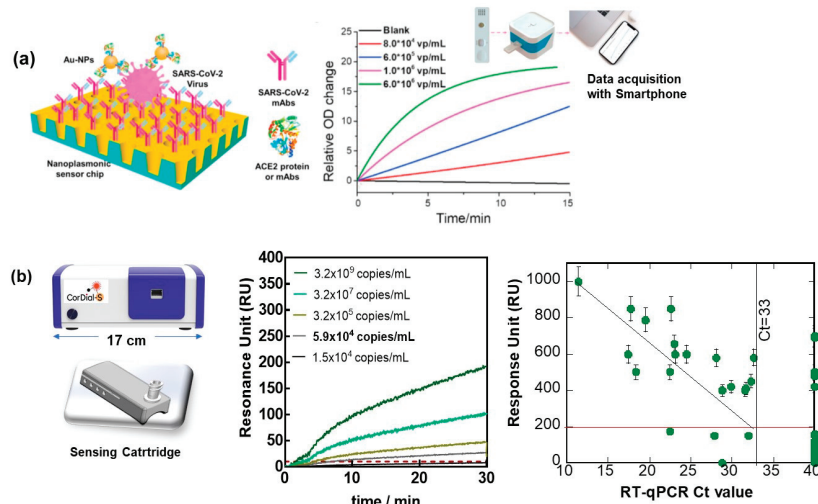 (a)
Au-NPs
SARS-CoV-2
Virus
Nanoplasmonic
sensor chip
SARS-CoV-2
mAbs
ACE2 protein
or mAbs
Relative OD change
25
20
15
10
5
0
Blank
8.0*10⁴ vp/mL
6.0*10⁵ vp/mL
1.0*10⁶ vp/mL
6.0*10⁶ vp/mL
0 5 10 15
Time/min
Data acquisition
with Smartphone
(b)
CorDial-S
17 cm
Sensing Catrtridge
Resonance Unit (RU)
400
350
300
250
200
150
100
50
0
3.2x10⁹ copies/mL
3.2x10⁷ copies/mL
3.2x10⁵ copies/mL
5.9x10⁴ copies/mL
1.5x10⁴ copies/mL
0 10 20 30
time / min
Response Unit (RU)
1000
800
600
400
200
0
Ct=33
10 15 20 25 30 35 40
RT-qPCR Ct value